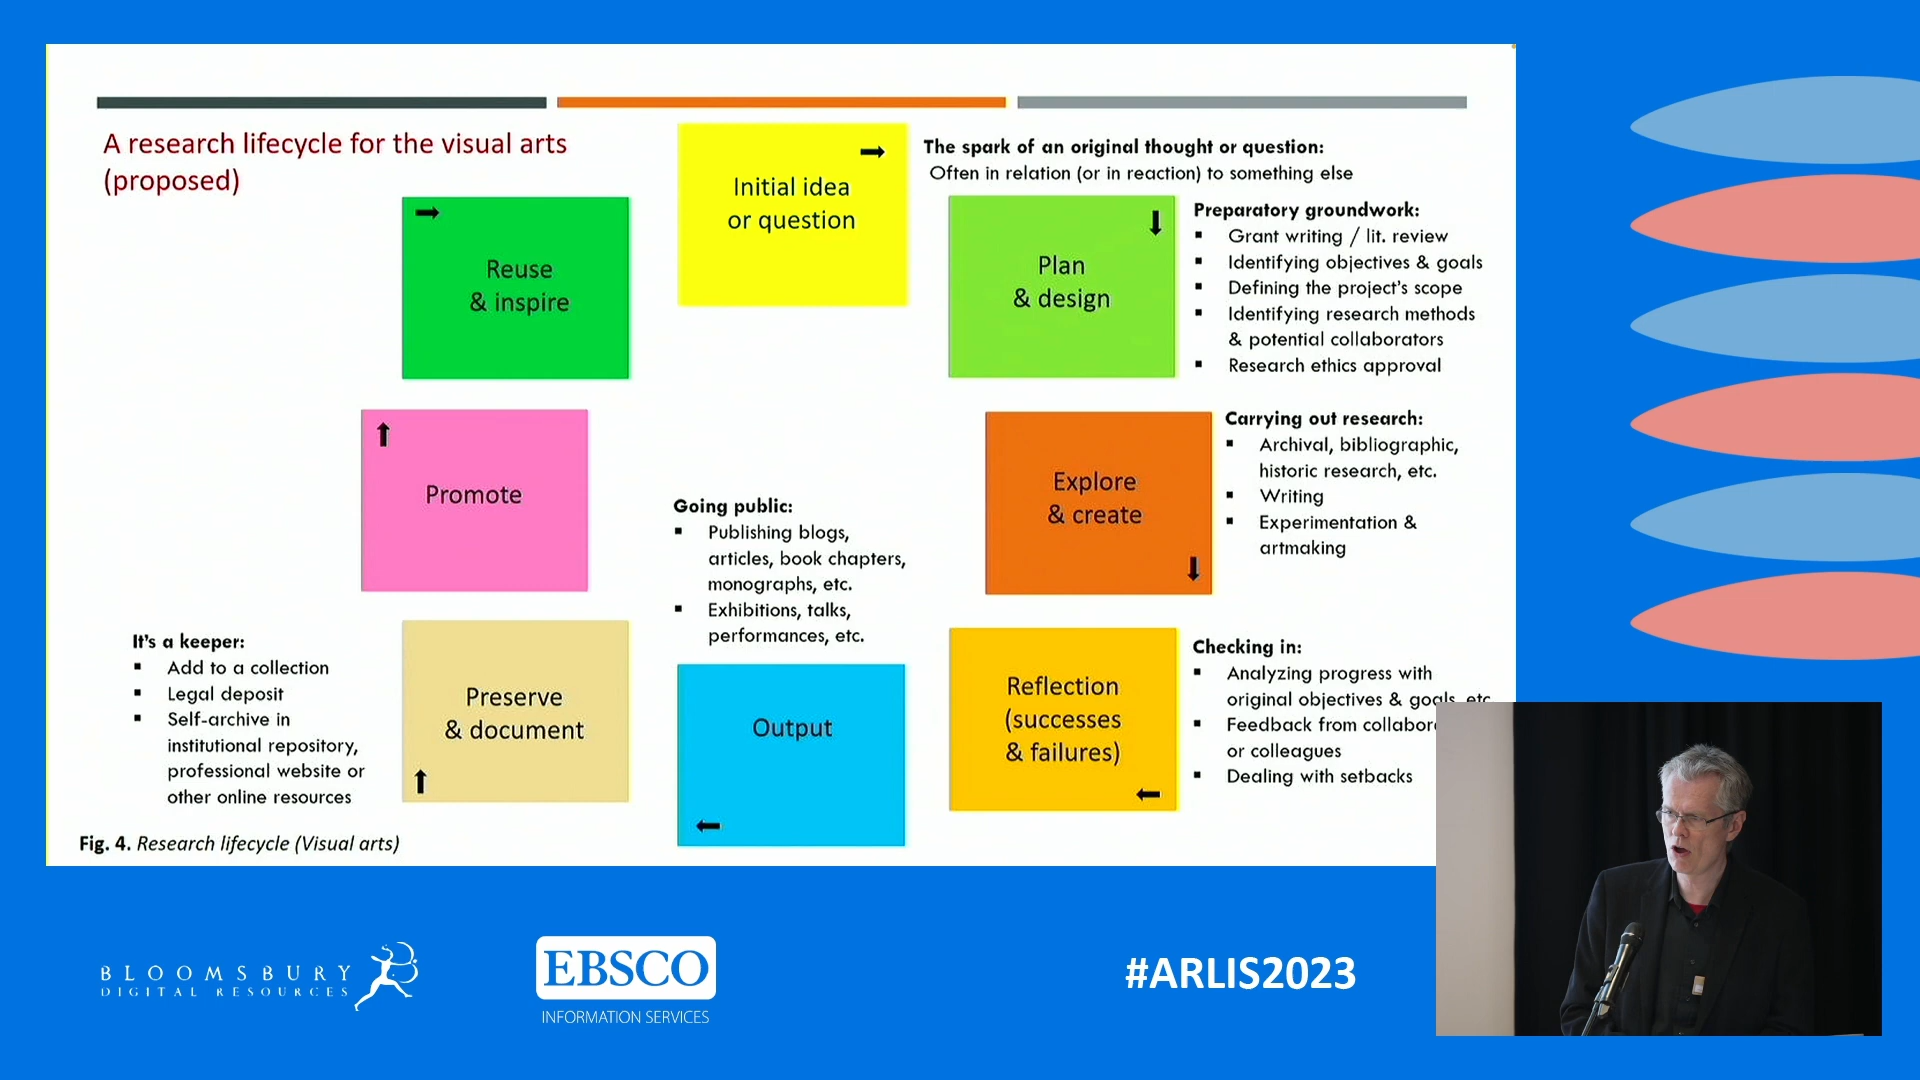 A research lifecycle for the visual arts
(proposed)
Initial idea
or question
The spark of an original thought or question:
Often in relation (or in reaction) to something else
Plan
& design
Preparatory groundwork:
▪ Grant writing / lit. review
▪ Identifying objectives & goals
▪ Defining the project's scope
▪ Identifying research methods
& potential collaborators
▪ Research ethics approval
Explore
& create
Carrying out research:
▪ Archival, bibliographic,
historic research, etc.
▪ Writing
▪ Experimentation &
artmaking
Reflection
(successes
& failures)
Checking in:
▪ Analyzing progress with
original objectives & goals, etc
▪ Feedback from
or colleagues
▪ Dealing with setbacks
Going public:
▪ Publishing blogs,
articles, book chapters,
monographs, etc.
▪ Exhibitions, talks,
performances, etc.
Output
Preserve
& document
It's a keeper:
▪ Add to a collection
▪ Legal deposit
▪ Self-archive in
institutional repository,
professional website or
other online resources
Promote
Reuse
& inspire
Fig. 4. Research lifecycle (Visual arts)
BLOOMSBURY
DIGITAL RESOURCES
EBSCO
INFORMATION SERVICES
#ARLIS2023